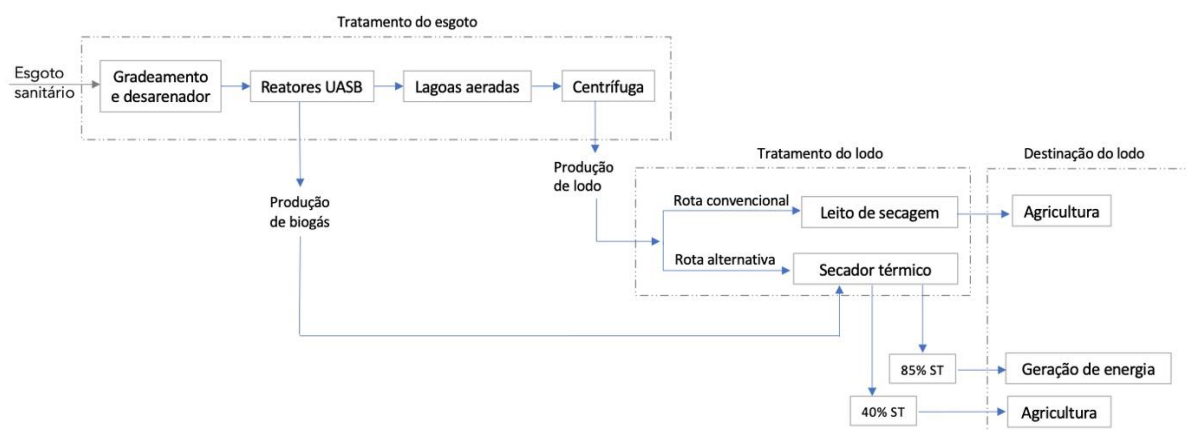 Tratamento do esgoto
Esgoto
sanitário
Gradeamento
e desarenador
Reatores UASB
Lagoas aeradas
Centrífuga
Produção
de biogás
Produção
de lodo
Tratamento do lodo
Destinação do lodo
Rota convencional
Leito de secagem
Agricultura
Rota alternativa
Secador térmico
85% ST
Geração de energia
40% ST
Agricultura